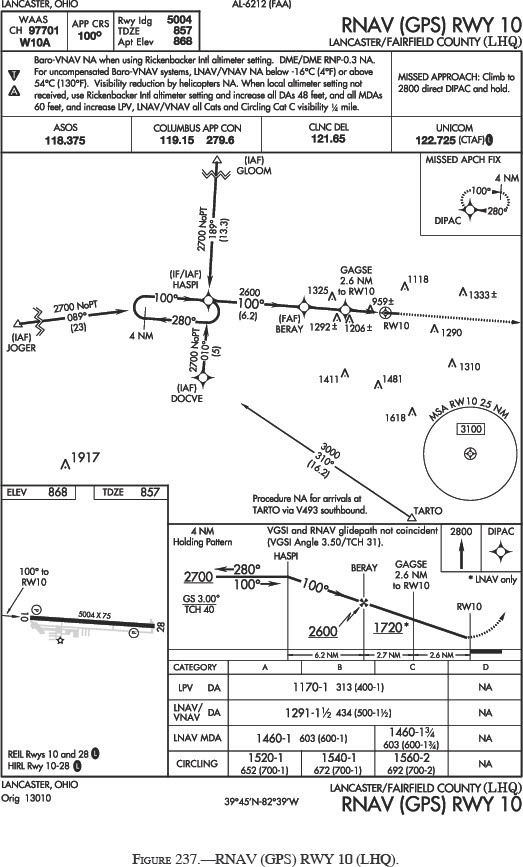 LANCASTER, OHIO
AL-6212 (FAA)
WAAS
CH 97701
W10A
APP CRS
100°
Rwy ldg 5004
TDZE 857
Apt Elev 868
RNAV (GPS) RWY 10
LANCASTER/FAIRFIELD COUNTY (LHQ)
T
A
Baro-VNAV NA when using Rickenbacker Intl altimeter setting. DME/DME RNP-0.3 NA.
For uncompensated Baro-VNAV systems, LNAV/VNAV NA below -16°C (4°F) or above
54°C (130°F). Visibility reduction by helicopters NA. When local altimeter setting not
received, use Rickenbacker Intl altimeter setting and increase all DAs 48 feet, and all MDAs
60 feet, and increase LPV, LNAV/VNAV all Cats and Circling Cat C visibility ¼ mile.
MISSED APPROACH: Climb to
2800 direct DIPAC and hold.
ASOS
118.375
COLUMBUS APP CON
119.15 279.6
CLNC DEL
121.65
UNICOM
122.725 (CTAF) L
(IAF)
GLOOM
2700 NoPT
189°
(13.3)
MISSED APCH FIX
4 NM
100°
280°
DIPAC
(IF/IAF)
HASPI
100°
280°
4 NM
2600
100°
(6.2)
(FAF)
BERAY
GAGSE
2.6 NM
to RW10
1325
959±
RW10
1292±
1206±
1118
1333±
1290
1310
1411
1481
1618
2700 NoPT
089°
(23)
(IAF)
JOGER
2700 NoPT
010°
(5)
(IAF)
DOCVE
MSA RW10 25 NM
3100
3000
310°
(16.2)
1917
Procedure NA for arrivals at
TARTO via V493 southbound.
TARTO
ELEV 868
TDZE 857
100° to
RW10
10
5004 X 75
28
P
P
REIL Rwys 10 and 28 L
HIRL Rwy 10-28 L
4 NM
Holding Pattern
VGSI and RNAV glidepath not coincident
(VGSI Angle 3.50/TCH 31).
2800
DIPAC
HASPI
2700
280°
100°
GS 3.00°
TCH 40
100°
BERAY
2600
GAGSE
2.6 NM
to RW10
1720*
* LNAV only
RW10
6.2 NM
2.7 NM
2.6 NM
CATEGORY A B C D
LPV DA 1170-1 313 (400-1) NA
LNAV/
VNAV DA 1291-1½ 434 (500-1½) NA
LNAV MDA 1460-1 603 (600-1) 1460-1¾
603 (600-1¾) NA
CIRCLING 1520-1
652 (700-1) 1540-1
672 (700-1) 1560-2
692 (700-2) NA
LANCASTER, OHIO
Orig 13010
39°45'N-82°39'W
LANCASTER/FAIRFIELD COUNTY (LHQ)
RNAV (GPS) RWY 10
FIGURE 237.—RNAV (GPS) RWY 10 (LHQ).